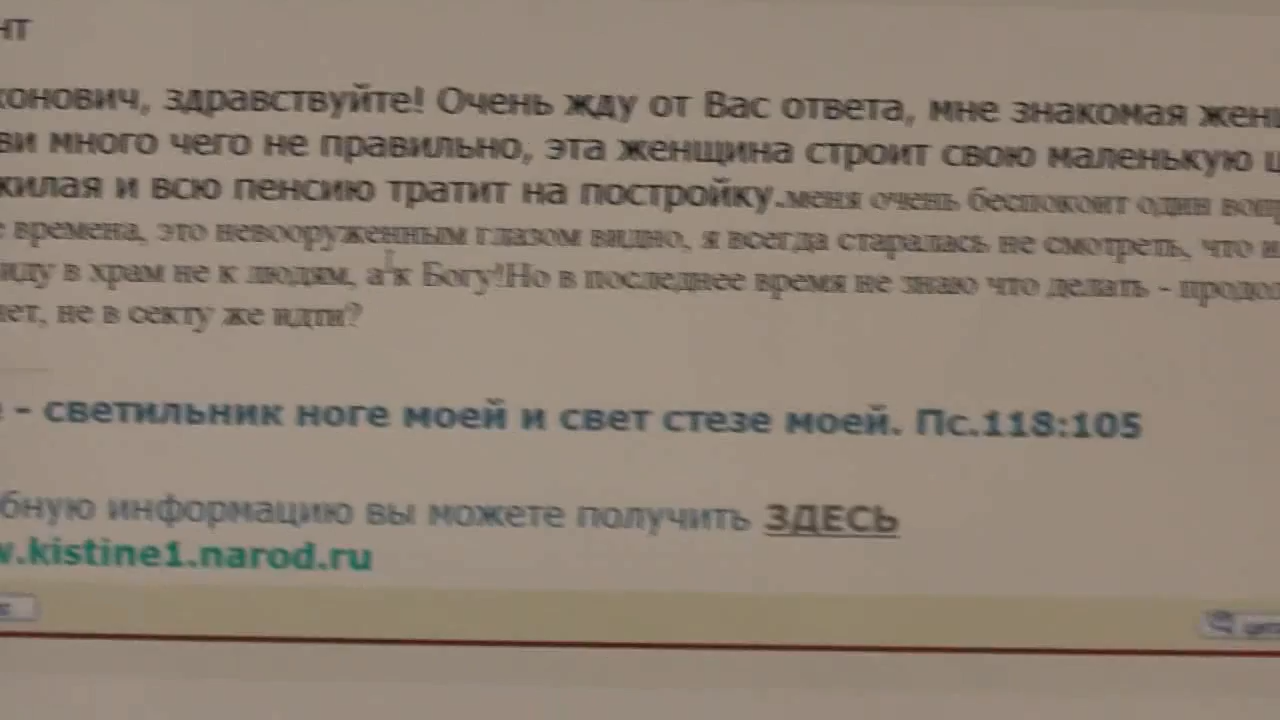 нт
хонович, здравствуйте! Очень жду от Вас ответа, мне знакомая жен
ви много чего не правильно, эта женщина строит свою маленькую ц
жилая и всю пенсию тратит на постройку.меня очень беспокоит один воп
е времена, это невооруженным глазом видно, я всегда старалась не смотреть, что и
иду в храм не к людям, а к Богу!Но в последнее время не знаю что делать - продол
нет, не в секту же идти?
е - светильник ноге моей и свет стезе моей. Пс.118:105
бную информацию вы можете получить ЗДЕСЬ
w.kistine1.narod.ru